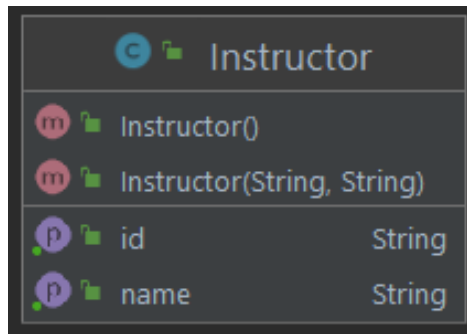 Instructor
Instructor()
Instructor(String, String)
id String
name String